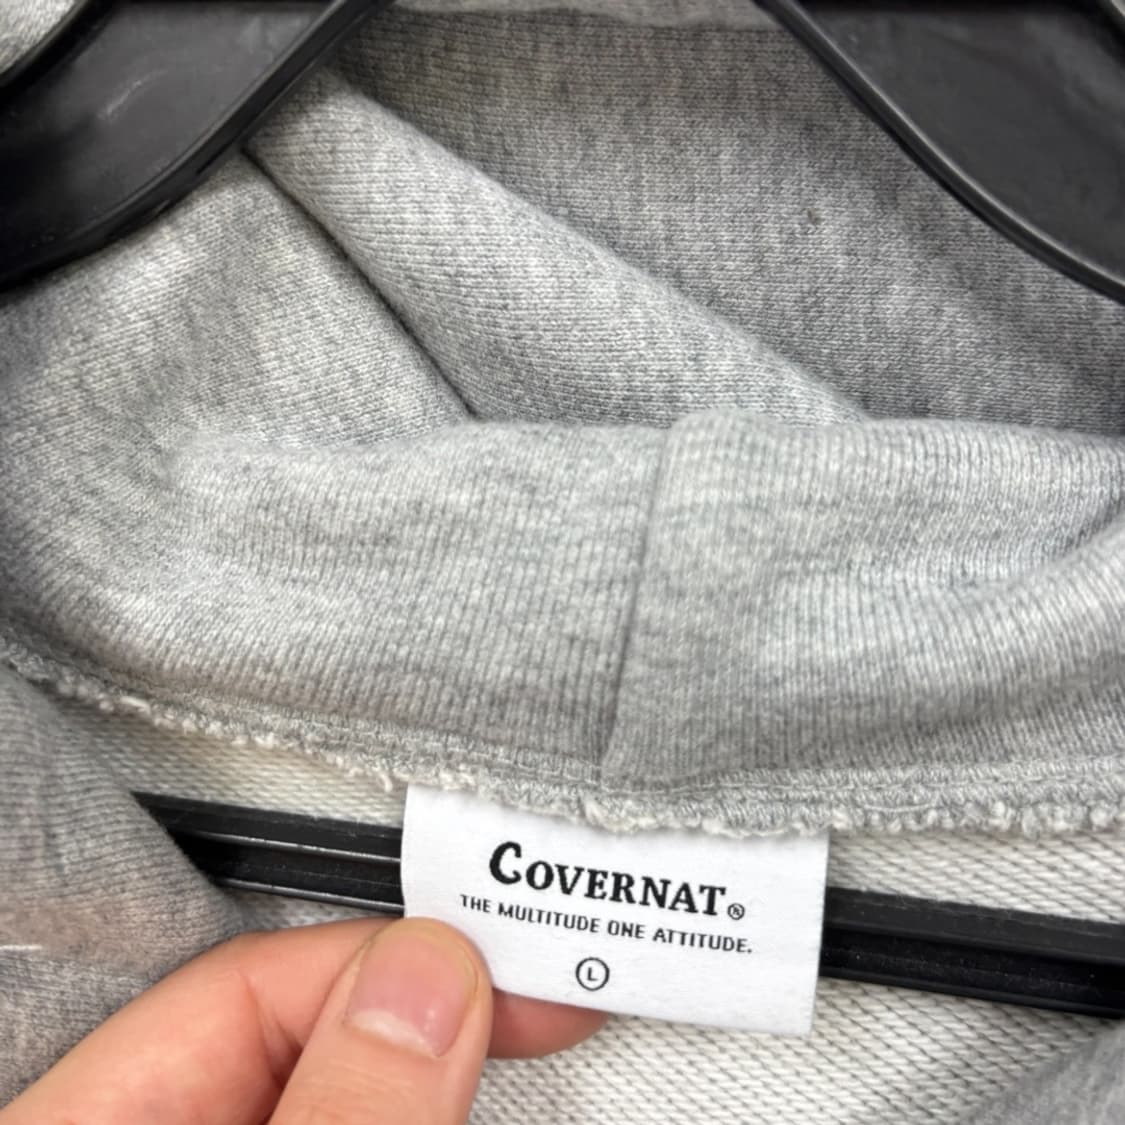 COVERNAT®
THE MULTITUDE ONE ATTITUDE.
L